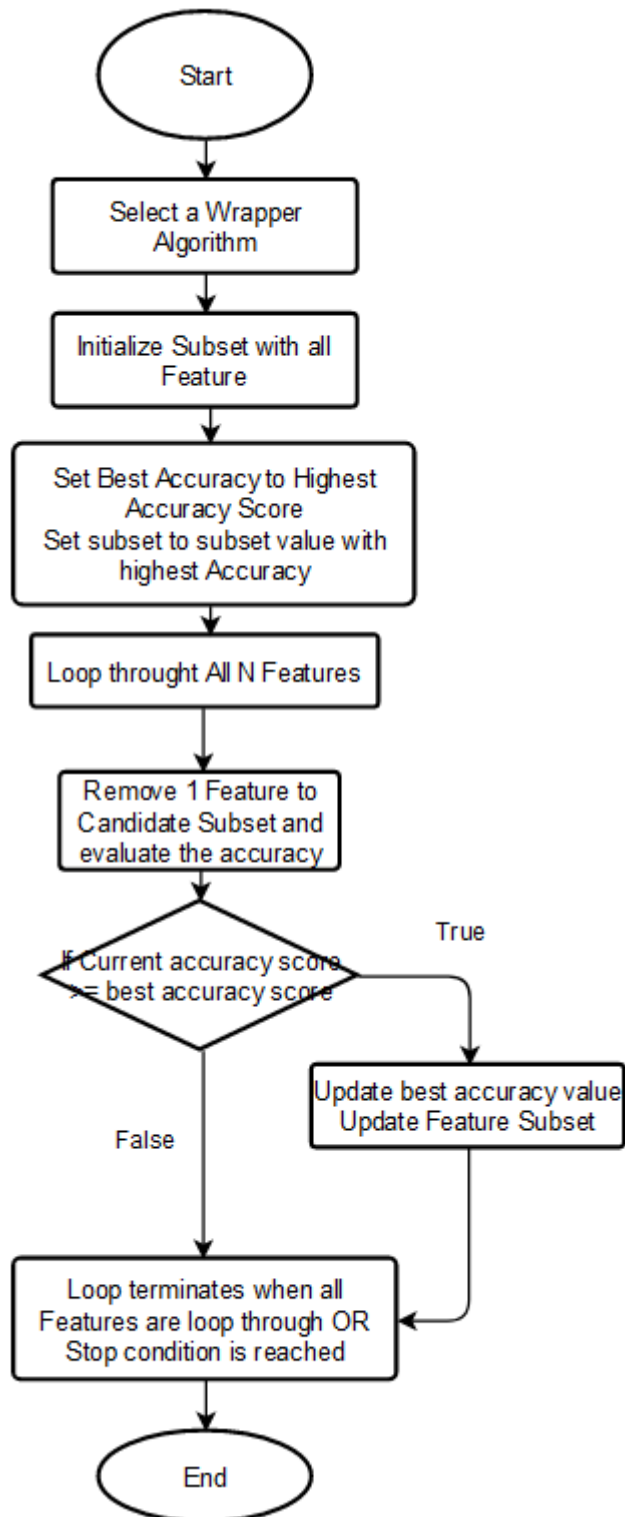 Start
Select a Wrapper
Algorithm
Initialize Subset with all
Feature
Set Best Accuracy to Highest
Accuracy Score
Set subset to subset value with
highest Accuracy
Loop throught All N Features
Remove 1 Feature to
Candidate Subset and
evaluate the accuracy
If Current accuracy score
>= best accuracy score
True
Update best accuracy value
Update Feature Subset
False
Loop terminates when all
Features are loop through OR
Stop condition is reached
End